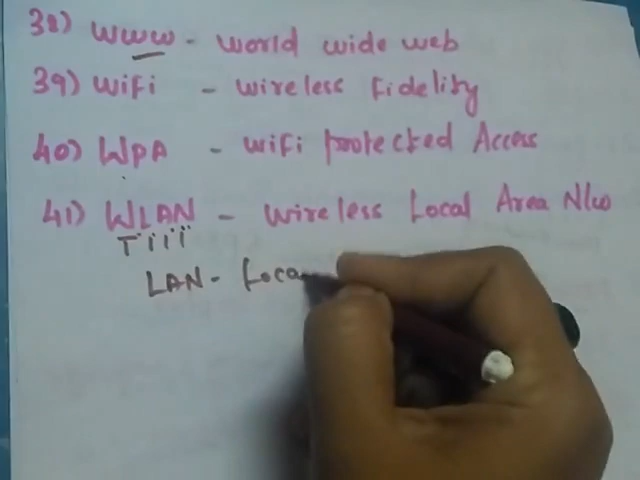 38) WWW - World wide web
39) WiFi - wireless Fidelity
40) WPA - wiFi protected Access
41) WLAN - wireless Local Area N/w
LAN - Loca